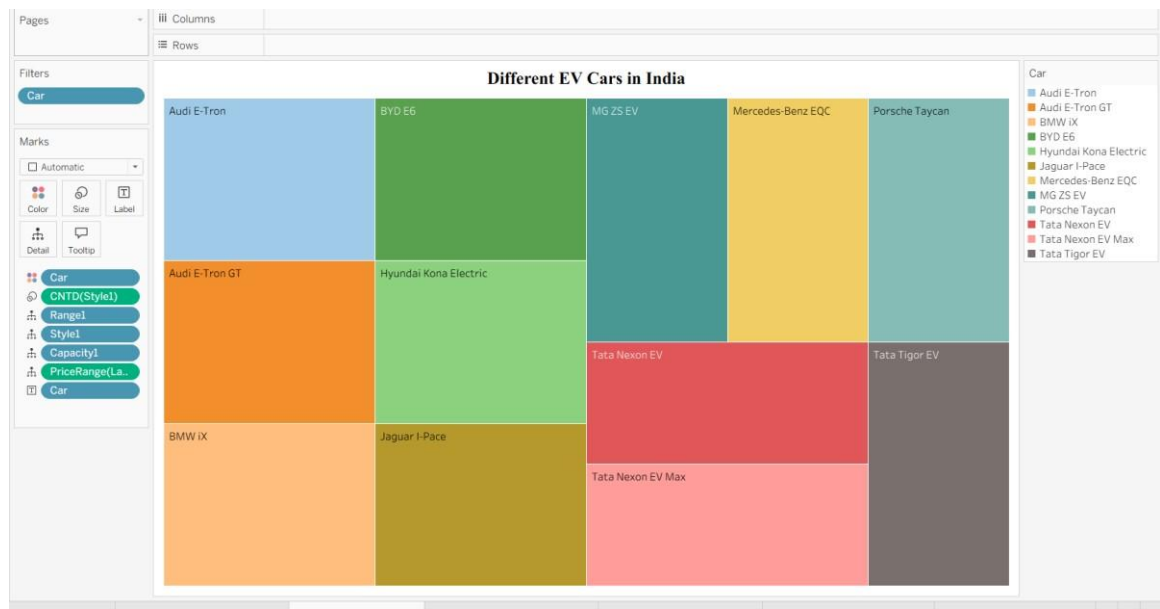 Pages
Columns
Rows
Filters
Car
Marks
Automatic
Color
Size
Label
Detail
Tooltip
Car
CNTD(Style1)
Range1
Style1
Capacity1
PriceRange(La..
Car
Different EV Cars in India
Audi E-Tron
BYD E6
MG ZS EV
Mercedes-Benz EQC
Porsche Taycan
Audi E-Tron GT
Hyundai Kona Electric
Tata Nexon EV
Tata Tigor EV
BMW iX
Jaguar I-Pace
Tata Nexon EV Max
Car
Audi E-Tron
Audi E-Tron GT
BMW iX
BYD E6
Hyundai Kona Electric
Jaguar I-Pace
Mercedes-Benz EQC
MG ZS EV
Porsche Taycan
Tata Nexon EV
Tata Nexon EV Max
Tata Tigor EV